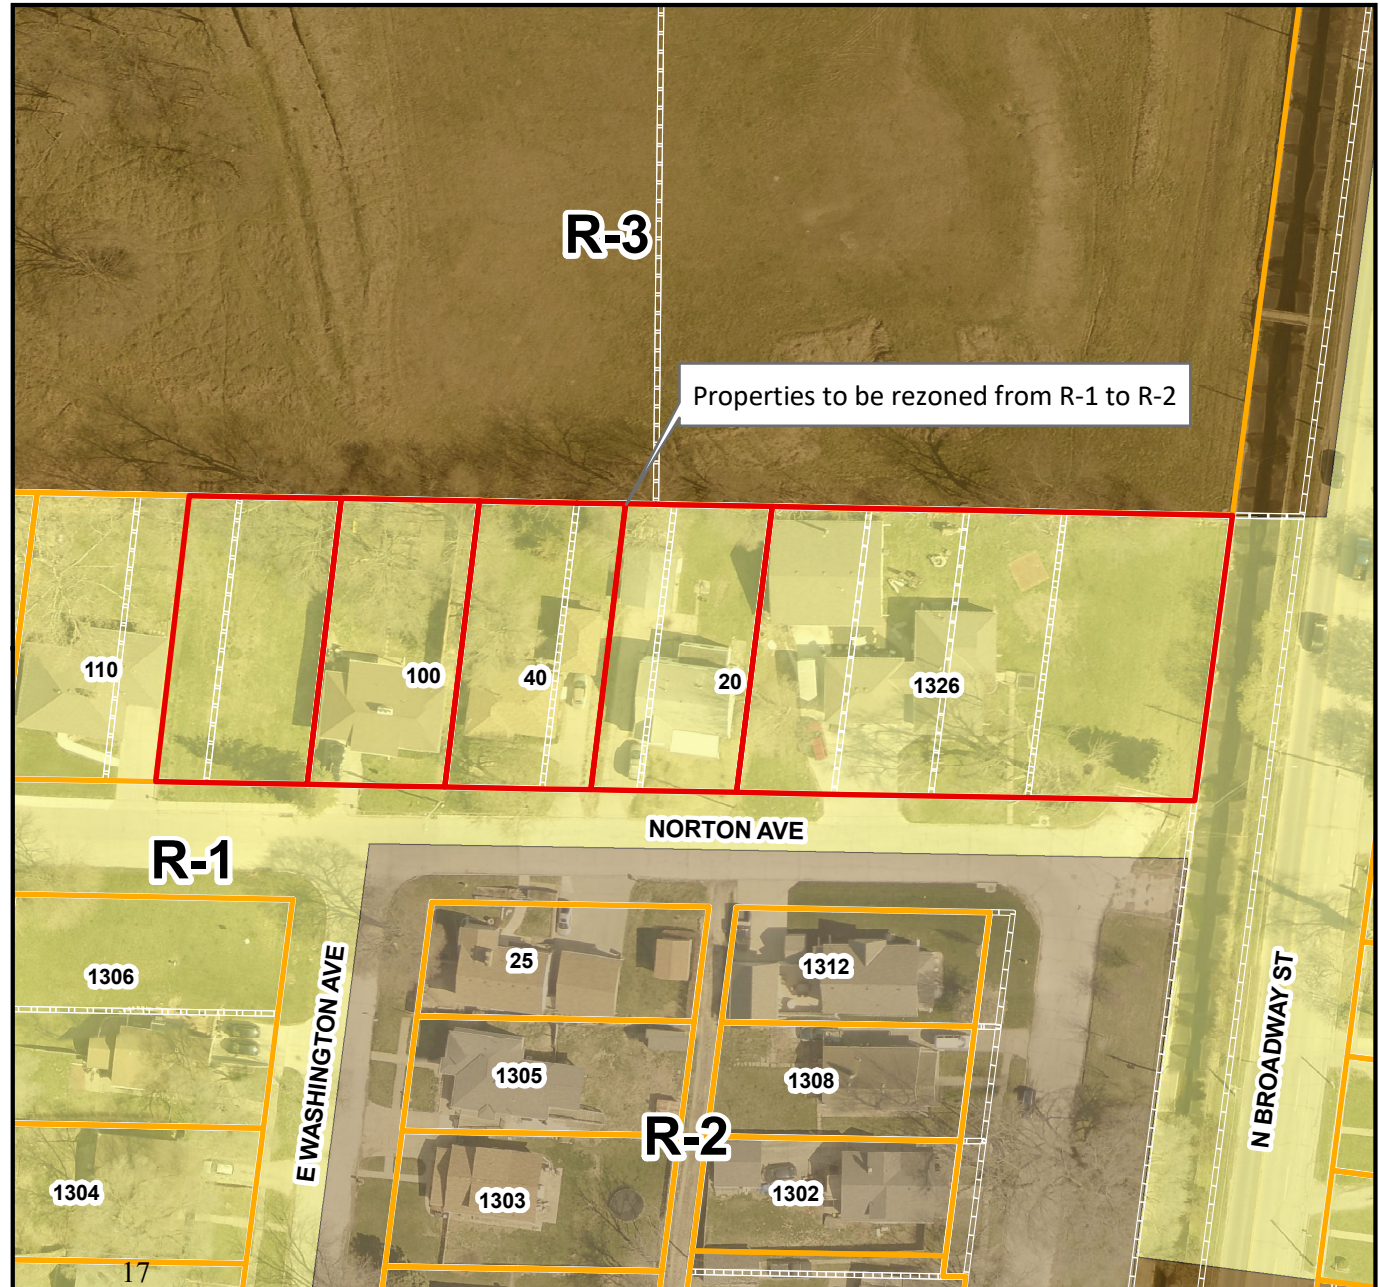 R-3
Properties to be rezoned from R-1 to R-2
110
100
40
20
1326
NORTON AVE
R-1
E WASHINGTON AVE
N BROADWAY ST
1306
25
1312
1305
1308
R-2
1304
1303
1302
17